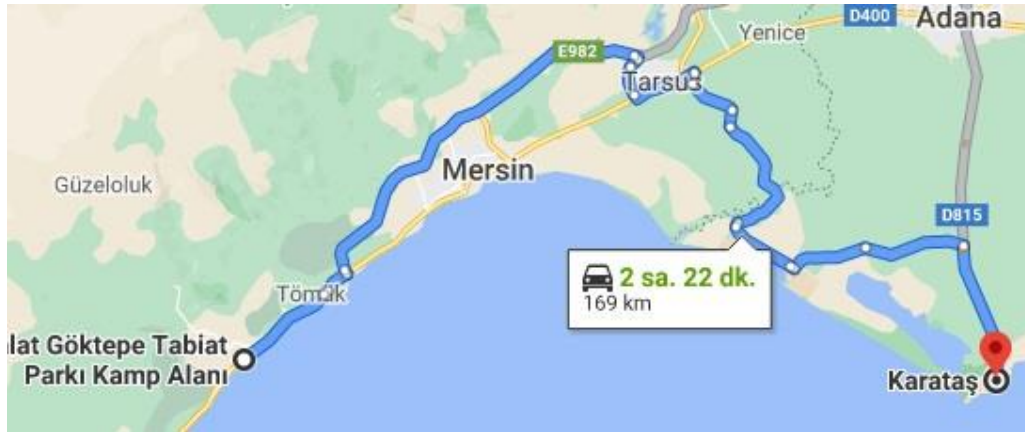 D400
Adana
Yenice
E982
Tarsus
Mersin
Güzeloluk
D815
2 sa. 22 dk.
169 km
Tömük
lat Göktepe Tabiat
Parkı Kamp Alanı
Karataş